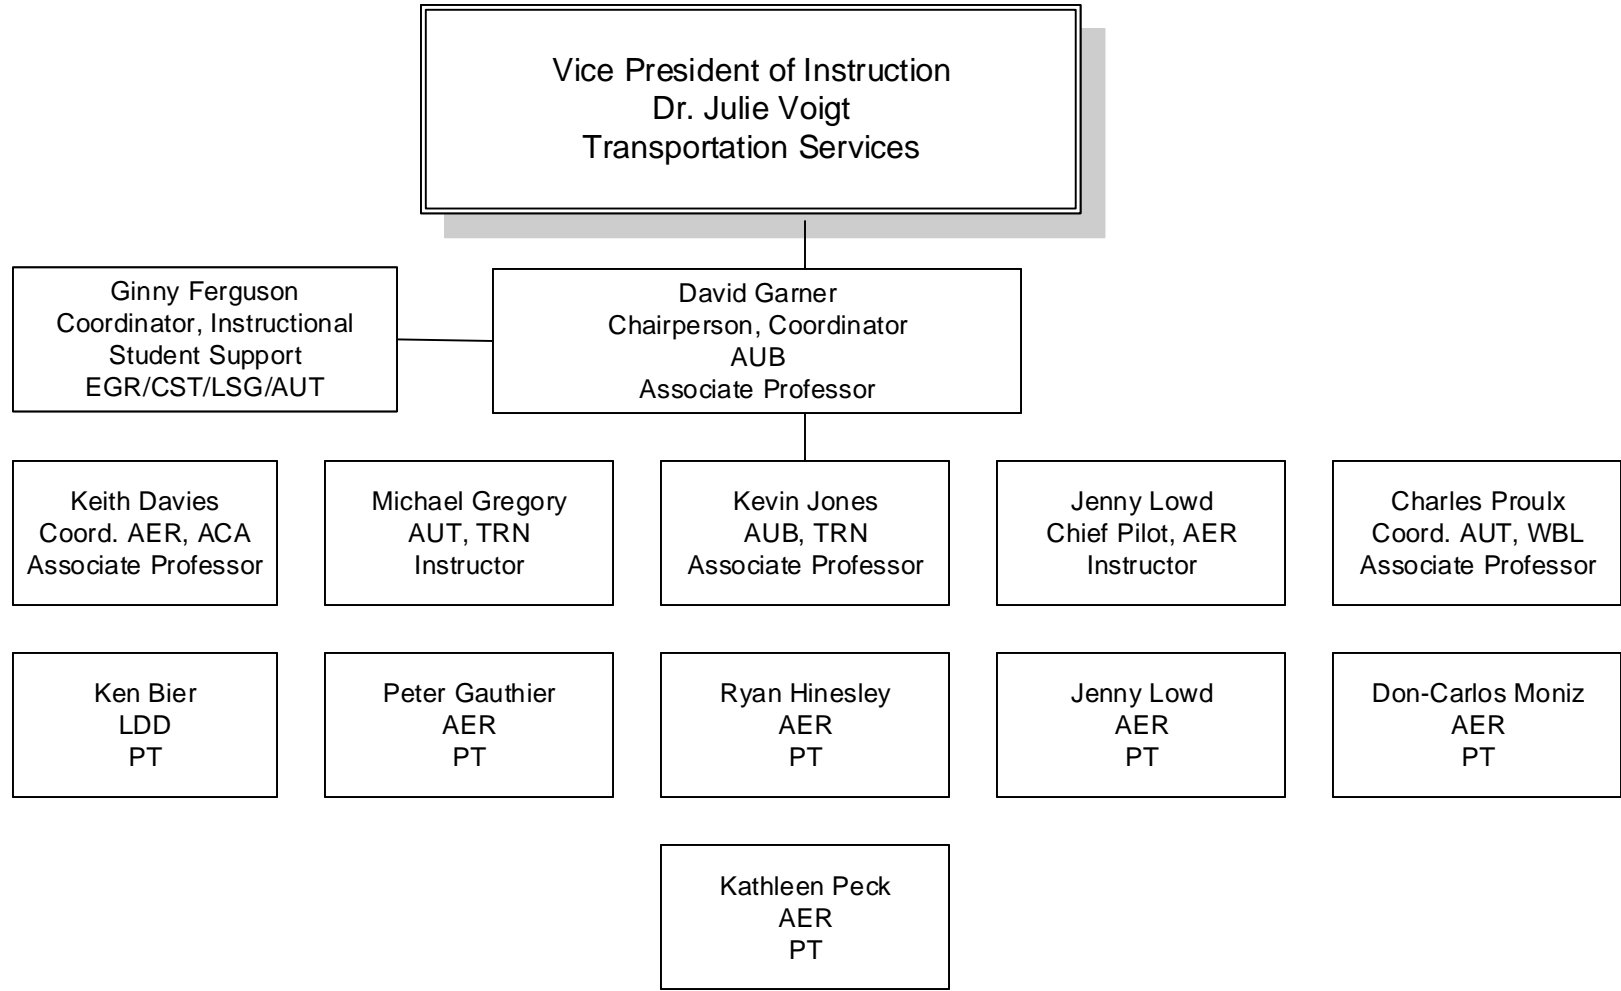 Vice President of Instruction
Dr. Julie Voigt
Transportation Services
Ginny Ferguson
Coordinator, Instructional
Student Support
EGR/CST/LSG/AUT
David Garner
Chairperson, Coordinator
AUB
Associate Professor
Keith Davies
Coord. AER, ACA
Associate Professor
Michael Gregory
AUT, TRN
Instructor
Kevin Jones
AUB, TRN
Associate Professor
Jenny Lowd
Chief Pilot, AER
Instructor
Charles Proulx
Coord. AUT, WBL
Associate Professor
Ken Bier
LDD
PT
Peter Gauthier
AER
PT
Ryan Hinesley
AER
PT
Jenny Lowd
AER
PT
Don-Carlos Moniz
AER
PT
Kathleen Peck
AER
PT